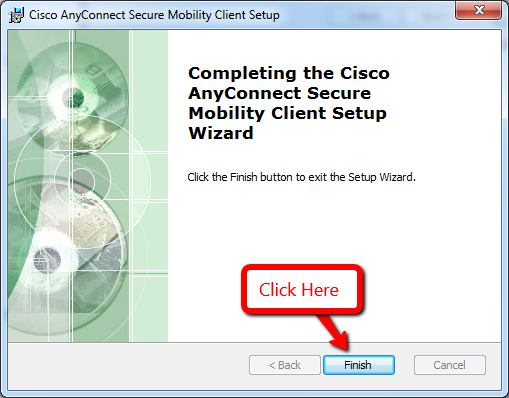 Cisco AnyConnect Secure Mobility Client Setup
Completing the Cisco
AnyConnect Secure
Mobility Client Setup
Wizard
Click the Finish button to exit the Setup Wizard.
Click Here
< Back
Finish
Cancel